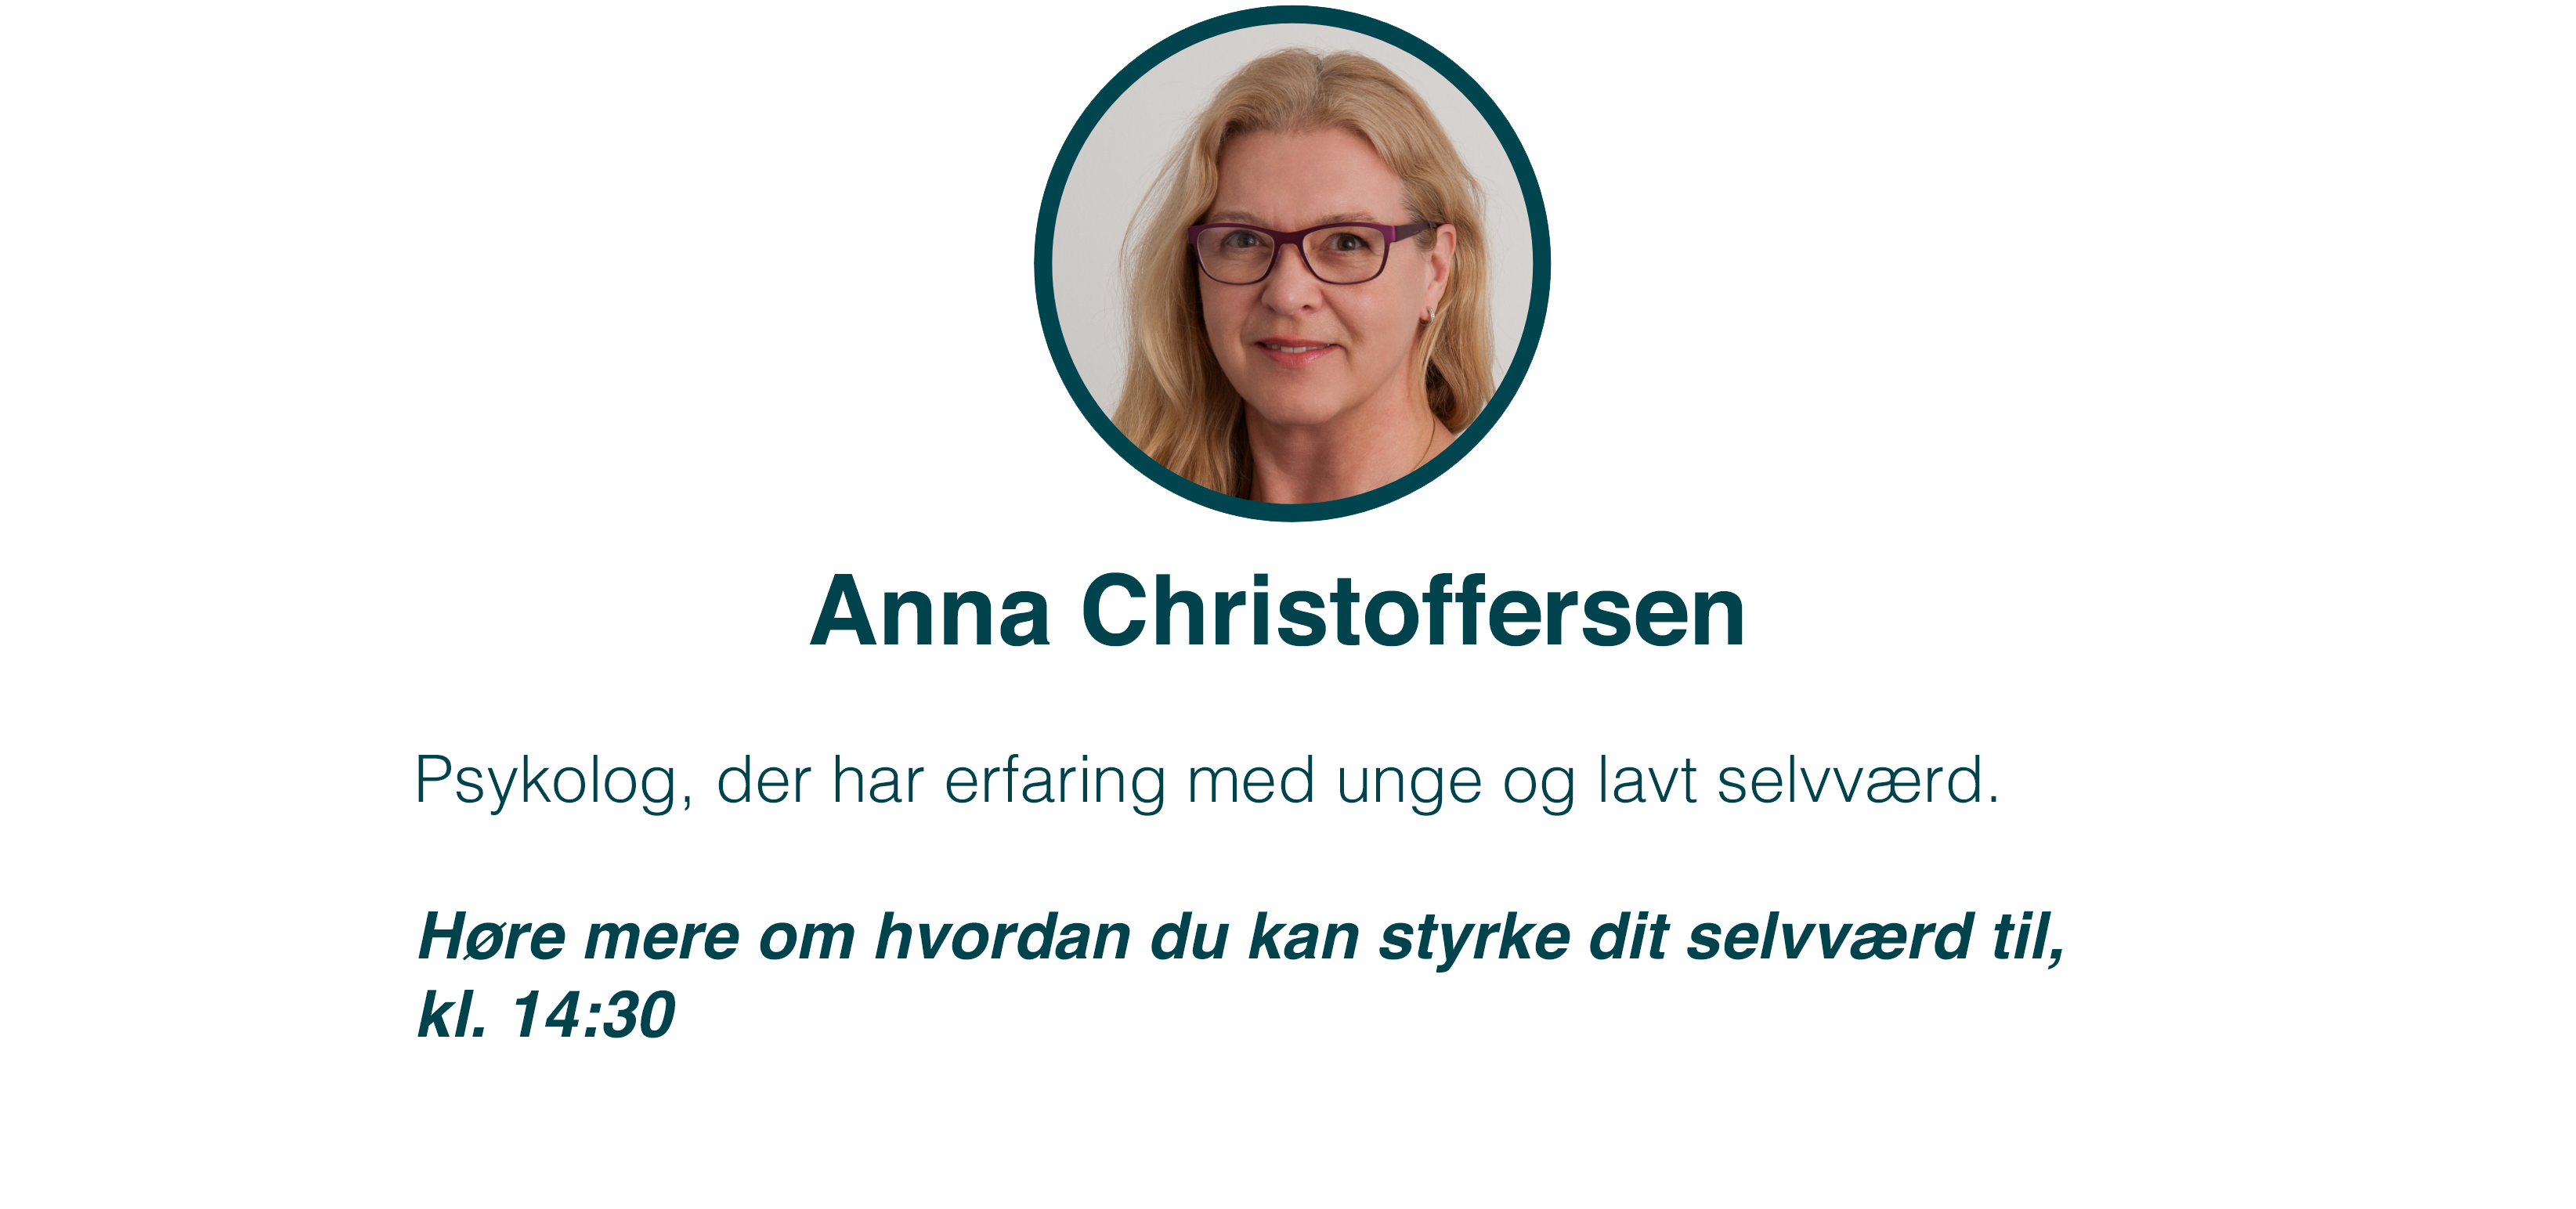 Anna Christoffersen
Psykolog, der har erfaring med unge og lavt selvværd.
Høre mere om hvordan du kan styrke dit selvværd til,
kl. 14:30